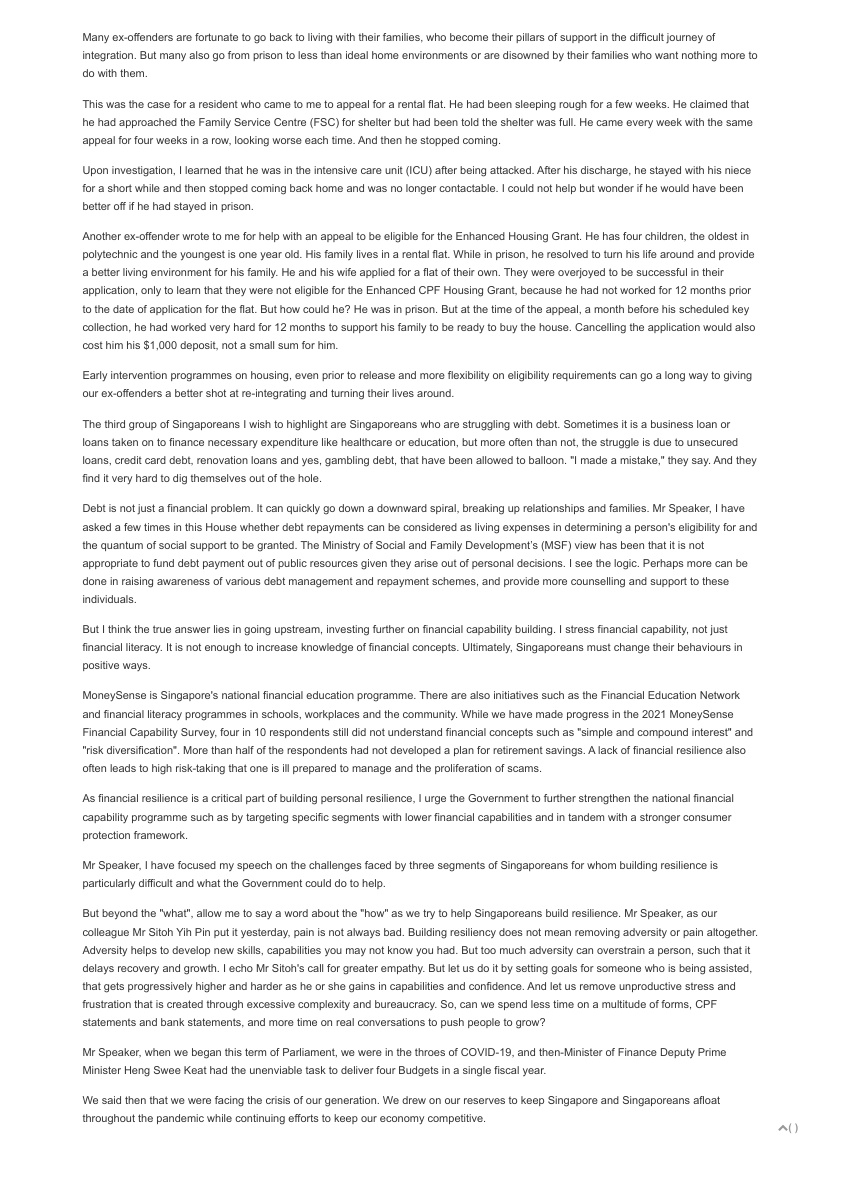 Many ex-offenders are fortunate to go back to living with their families, who become their pillars of support in the difficult journey of
integration. But many also go from prison to less than ideal home environments or are disowned by their families who want nothing more to
do with them.
This was the case for a resident who came to me to appeal for a rental flat. He had been sleeping rough for a few weeks. He claimed that
he had approached the Family Service Centre (FSC) for shelter but had been told the shelter was full. He came every week with the same
appeal for four weeks in a row, looking worse each time. And then he stopped coming.
Upon investigation, I learned that he was in the intensive care unit (ICU) after being attacked. After his discharge, he stayed with his niece
for a short while and then stopped coming back home and was no longer contactable. I could not help but wonder if he would have been
better off if he had stayed in prison.
Another ex-offender wrote to me for help with an appeal to be eligible for the Enhanced Housing Grant. He has four children, the oldest in
polytechnic and the youngest is one year old. His family lives in a rental flat. While in prison, he resolved to turn his life around and provide
a better living environment for his family. He and his wife applied for a flat of their own. They were overjoyed to be successful in their
application, only to learn that they were not eligible for the Enhanced CPF Housing Grant, because he had not worked for 12 months prior
to the date of application for the flat. But how could he? He was in prison. But at the time of the appeal, a month before his scheduled key
collection, he had worked very hard for 12 months to support his family to be ready to buy the house. Cancelling the application would also
cost him his $1,000 deposit, not a small sum for him.
Early intervention programmes on housing, even prior to release and more flexibility on eligibility requirements can go a long way to giving
our ex-offenders a better shot at re-integrating and turning their lives around.
The third group of Singaporeans I wish to highlight are Singaporeans who are struggling with debt. Sometimes it is a business loan or
loans taken on to finance necessary expenditure like healthcare or education, but more often than not, the struggle is due to unsecured
loans, credit card debt, renovation loans and yes, gambling debt, that have been allowed to balloon. "I made a mistake," they say. And they
find it very hard to dig themselves out of the hole.
Debt is not just a financial problem. It can quickly go down a downward spiral, breaking up relationships and families. Mr Speaker, I have
asked a few times in this House whether debt repayments can be considered as living expenses in determining a person's eligibility for and
the quantum of social support to be granted. The Ministry of Social and Family Development’s (MSF) view has been that it is not
appropriate to fund debt payment out of public resources given they arise out of personal decisions. I see the logic. Perhaps more can be
done in raising awareness of various debt management and repayment schemes, and provide more counselling and support to these
individuals.
But I think the true answer lies in going upstream, investing further on financial capability building. I stress financial capability, not just
financial literacy. It is not enough to increase knowledge of financial concepts. Ultimately, Singaporeans must change their behaviours in
positive ways.
MoneySense is Singapore's national financial education programme. There are also initiatives such as the Financial Education Network
and financial literacy programmes in schools, workplaces and the community. While we have made progress in the 2021 MoneySense
Financial Capability Survey, four in 10 respondents still did not understand financial concepts such as "simple and compound interest" and
"risk diversification". More than half of the respondents had not developed a plan for retirement savings. A lack of financial resilience also
often leads to high risk-taking that one is ill prepared to manage and the proliferation of scams.
As financial resilience is a critical part of building personal resilience, I urge the Government to further strengthen the national financial
capability programme such as by targeting specific segments with lower financial capabilities and in tandem with a stronger consumer
protection framework.
Mr Speaker, I have focused my speech on the challenges faced by three segments of Singaporeans for whom building resilience is
particularly difficult and what the Government could do to help.
But beyond the "what", allow me to say a word about the "how" as we try to help Singaporeans build resilience. Mr Speaker, as our
colleague Mr Sitoh Yih Pin put it yesterday, pain is not always bad. Building resiliency does not mean removing adversity or pain altogether.
Adversity helps to develop new skills, capabilities you may not know you had. But too much adversity can overstrain a person, such that it
delays recovery and growth. I echo Mr Sitoh's call for greater empathy. But let us do it by setting goals for someone who is being assisted,
that gets progressively higher and harder as he or she gains in capabilities and confidence. And let us remove unproductive stress and
frustration that is created through excessive complexity and bureaucracy. So, can we spend less time on a multitude of forms, CPF
statements and bank statements, and more time on real conversations to push people to grow?
Mr Speaker, when we began this term of Parliament, we were in the throes of COVID-19, and then-Minister of Finance Deputy Prime
Minister Heng Swee Keat had the unenviable task to deliver four Budgets in a single fiscal year.
We said then that we were facing the crisis of our generation. We drew on our reserves to keep Singapore and Singaporeans afloat
throughout the pandemic while continuing efforts to keep our economy competitive.
( )